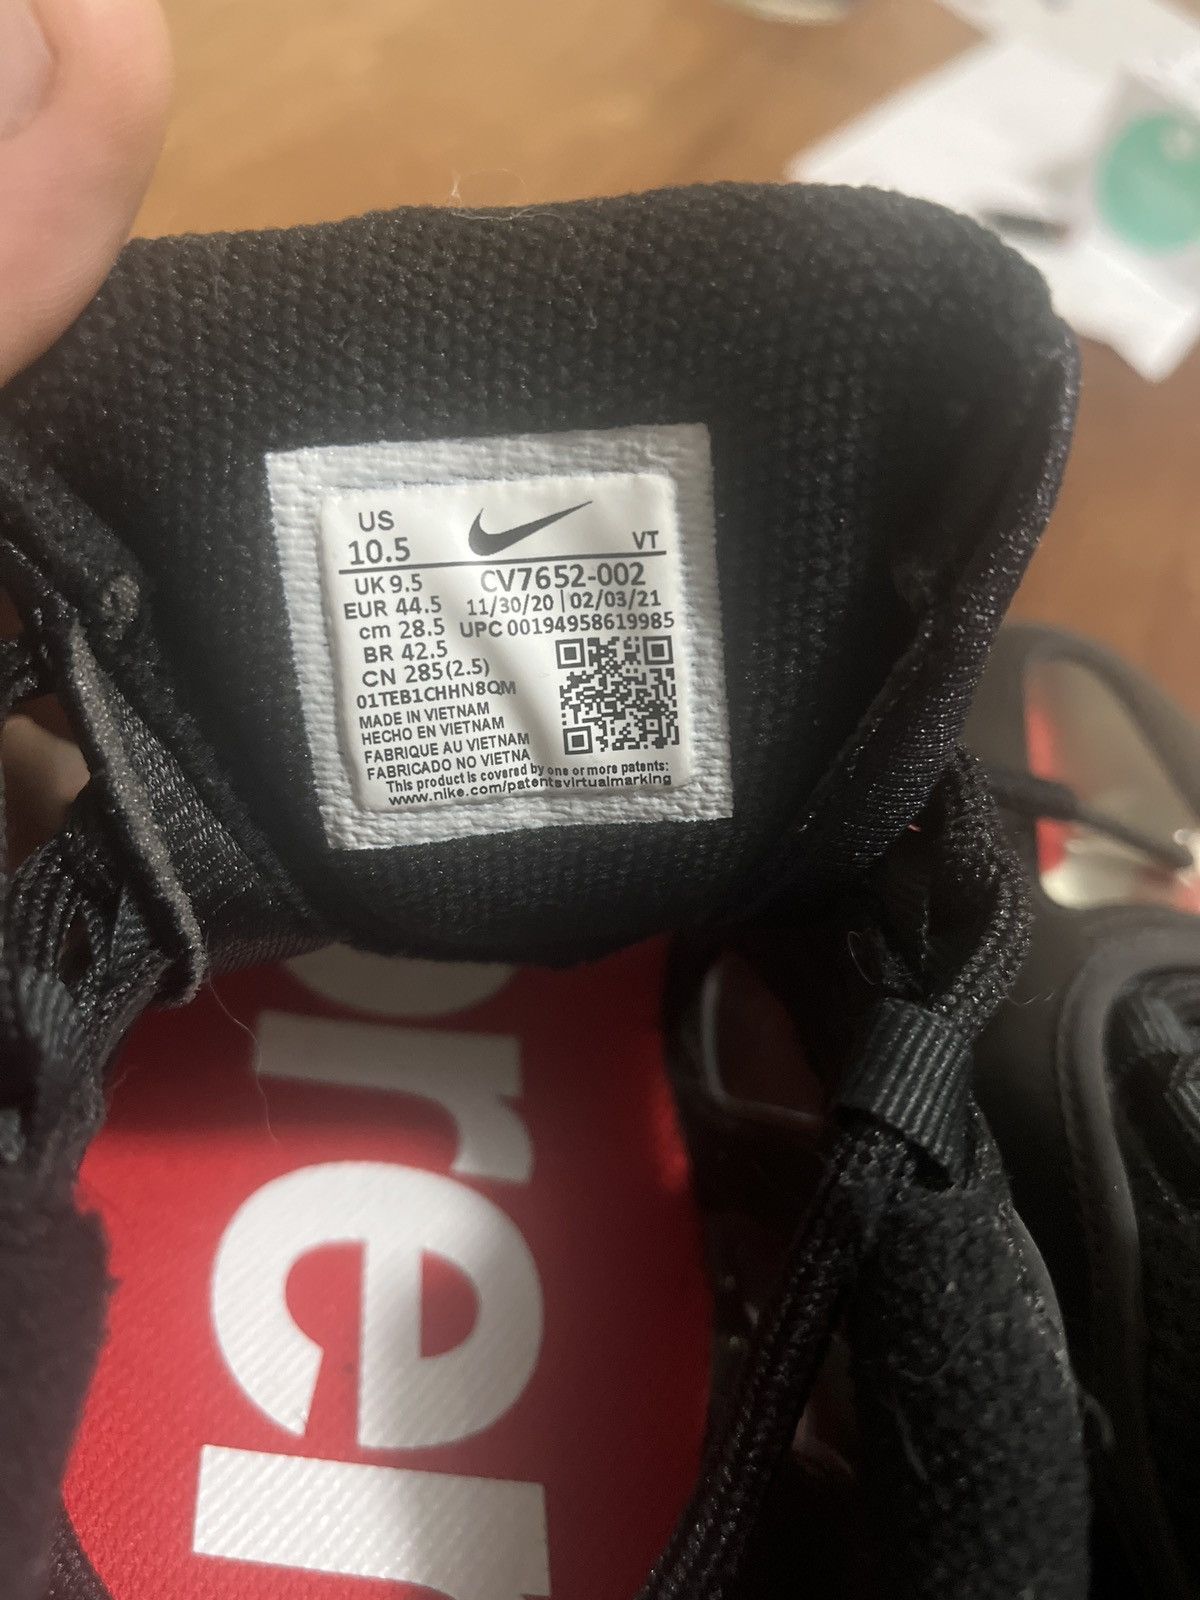 US
10.5
VT
UK 9.5
CV7652-002
EUR 44.5
11/30/20 | 02/03/21
cm 28.5
UPC 00194958619985
BR 42.5
CN 285(2.5)
01TEB1CHHN8QM
MADE IN VIETNAM
HECHO EN VIETNAM
FABRIQUE AU VIETNAM
FABRICADO NO VIETNA
This product is covered by one or more patents:
www.nike.com/patentsvirtualmarking
preme